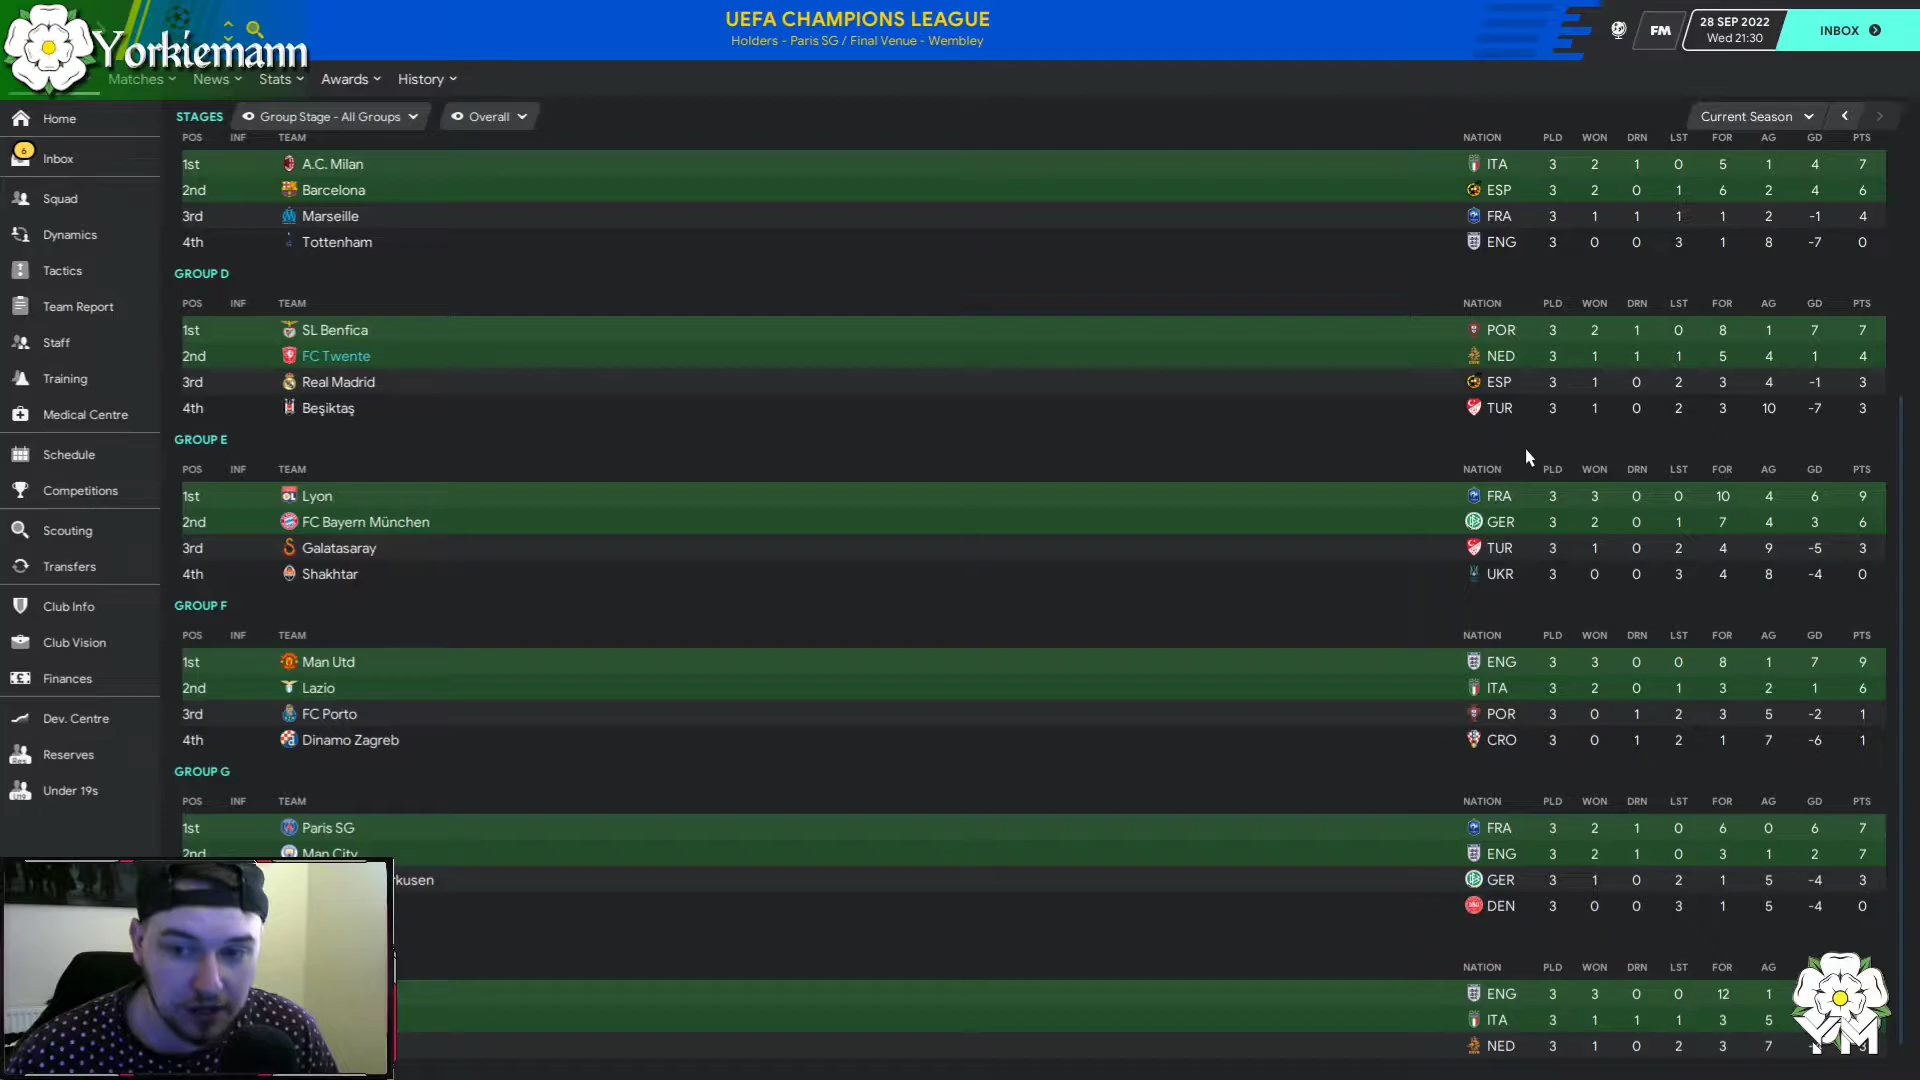 UEFA CHAMPIONS LEAGUE
Holders - Paris SG / Final Venue - Wembley
28 SEP 2022
Wed 21:30
FM
INBOX
Yorkiemann
Matches News Stats Awards History
STAGES Group Stage - All Groups Overall Current Season
Home
6
Inbox
Squad
Dynamics
Tactics
Team Report
Staff
Training
Medical Centre
Schedule
Competitions
Scouting
Transfers
Club Info
Club Vision
Finances
Dev. Centre
Reserves
Under 19s
POS INF TEAM NATION PLD WON DRN LST FOR AG GD PTS
1st A.C. Milan ITA 3 2 1 0 5 1 4 7
2nd Barcelona ESP 3 2 0 1 6 2 4 6
3rd Marseille FRA 3 1 1 1 1 2 -1 4
4th Tottenham ENG 3 0 0 3 1 8 -7 0
GROUP D
POS INF TEAM NATION PLD WON DRN LST FOR AG GD PTS
1st SL Benfica POR 3 2 1 0 8 1 7 7
2nd FC Twente NED 3 1 1 1 5 4 1 4
3rd Real Madrid ESP 3 1 0 2 3 4 -1 3
4th Beşiktaş TUR 3 1 0 2 3 10 -7 3
GROUP E
POS INF TEAM NATION PLD WON DRN LST FOR AG GD PTS
1st Lyon FRA 3 3 0 0 10 4 6 9
2nd FC Bayern München GER 3 2 0 1 7 4 3 6
3rd Galatasaray TUR 3 1 0 2 4 9 -5 3
4th Shakhtar UKR 3 0 0 3 4 8 -4 0
GROUP F
POS INF TEAM NATION PLD WON DRN LST FOR AG GD PTS
1st Man Utd ENG 3 3 0 0 8 1 7 9
2nd Lazio ITA 3 2 0 1 3 2 1 6
3rd FC Porto POR 3 0 1 2 3 5 -2 1
4th Dinamo Zagreb CRO 3 0 1 2 1 7 -6 1
GROUP G
POS INF TEAM NATION PLD WON DRN LST FOR AG GD PTS
1st Paris SG FRA 3 2 1 0 6 0 6 7
2nd Man City ENG 3 2 1 0 3 1 2 7
rkusen GER 3 1 0 2 1 5 -4 3
DEN 3 0 0 3 1 5 -4 0
NATION PLD WON DRN LST FOR AG
ENG 3 3 0 0 12 1
ITA 3 1 1 1 3 5
NED 3 1 0 2 3 7
YM